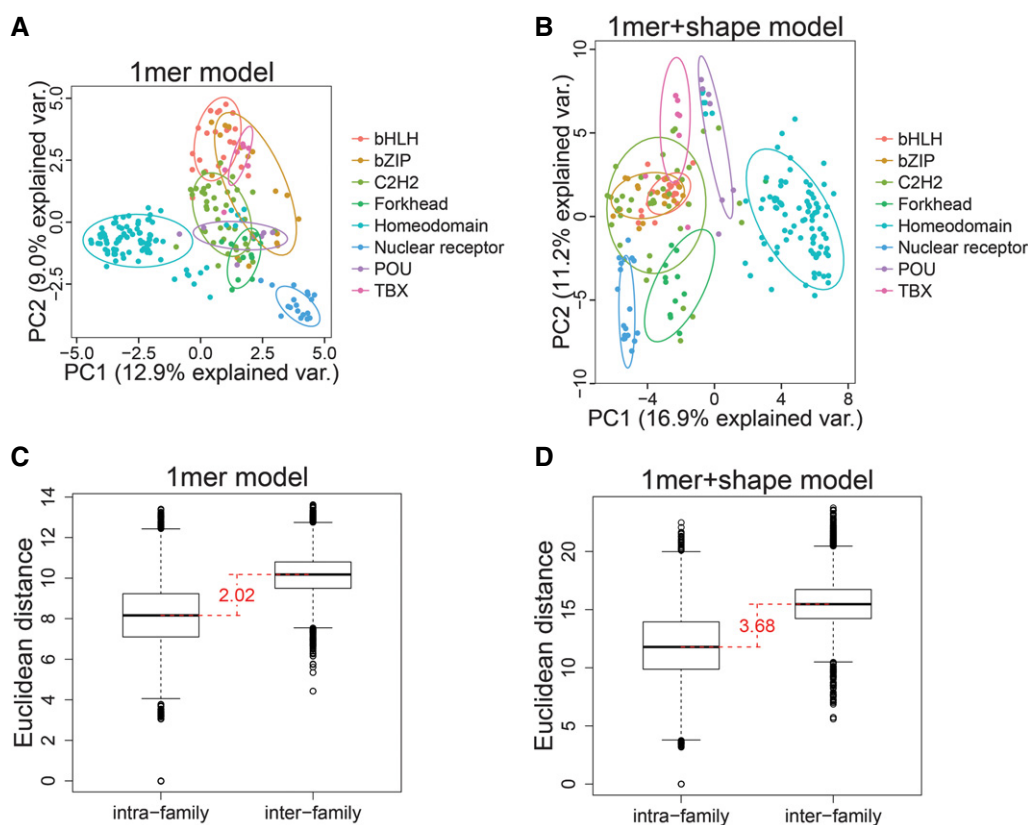 A
1mer model
PC2 (9.0% explained var.)
5.0
2.5
0.0
−2.5
−5.0
0.0
2.5
5.0
PC1 (12.9% explained var.)
bHLH
bZIP
C2H2
Forkhead
Homeodomain
Nuclear receptor
POU
TBX
B
1mer+shape model
PC2 (11.2% explained var.)
10
5
0
−5
−10
−4
0
4
8
PC1 (16.9% explained var.)
bHLH
bZIP
C2H2
Forkhead
Homeodomain
Nuclear receptor
POU
TBX
C
1mer model
Euclidean distance
14
12
10
8
6
4
2
0
2.02
intra−family
inter−family
D
1mer+shape model
Euclidean distance
20
15
10
5
0
3.68
intra−family
inter−family